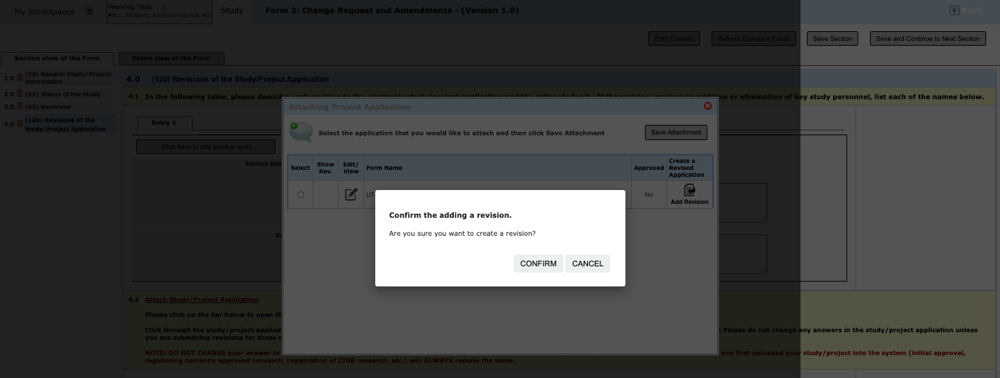 My Workspaces
Working Title: x
PI: Williams, Kimberly Patrice, MS
Study
Form 2: Change Request and Amendments - (Version 1.0)
Back
Print Friendly
Refresh Constant Fields
Save Section
Save and Continue to Next Section
Section view of the Form
Entire view of the Form
1.0 (50) General Study/Project
Information
2.0 (55) Status of the Study
3.0 (60) Revisions
4.0 (120) Revisions of the
Study/Project Application
4.0 (120) Revisions of the Study/Project Application
4.1 In the following table, please describe each revision to the electronic study/project application and the rationale for it. If the revision involves an addition or elimination of key study personnel, list each of the names below.
Entry 1
Click here to add another entry
Section Nu
Attaching Project Application
Select the application that you would like to attach and then click Save Attachment
Save Attachment
Select
Show
Rev.
Edit/
View
Form Name
Approved
Create a
Revised
Application
UT
No
Add Revision
Confirm the adding a revision.
Are you sure you want to create a revision?
CONFIRM
CANCEL
4.2 Attach Study/Project Application
Please click on the bar below to open th
Click through the study/project applicat : Please do not change any answers in the study/project application unless
you are submitting revisions for those c
NOTE: DO NOT CHANGE your answer to you first uploaded your study/project into the system (initial approval,
registering currently approved research, registration of CIRB research, etc.) will ALWAYS remain the same.